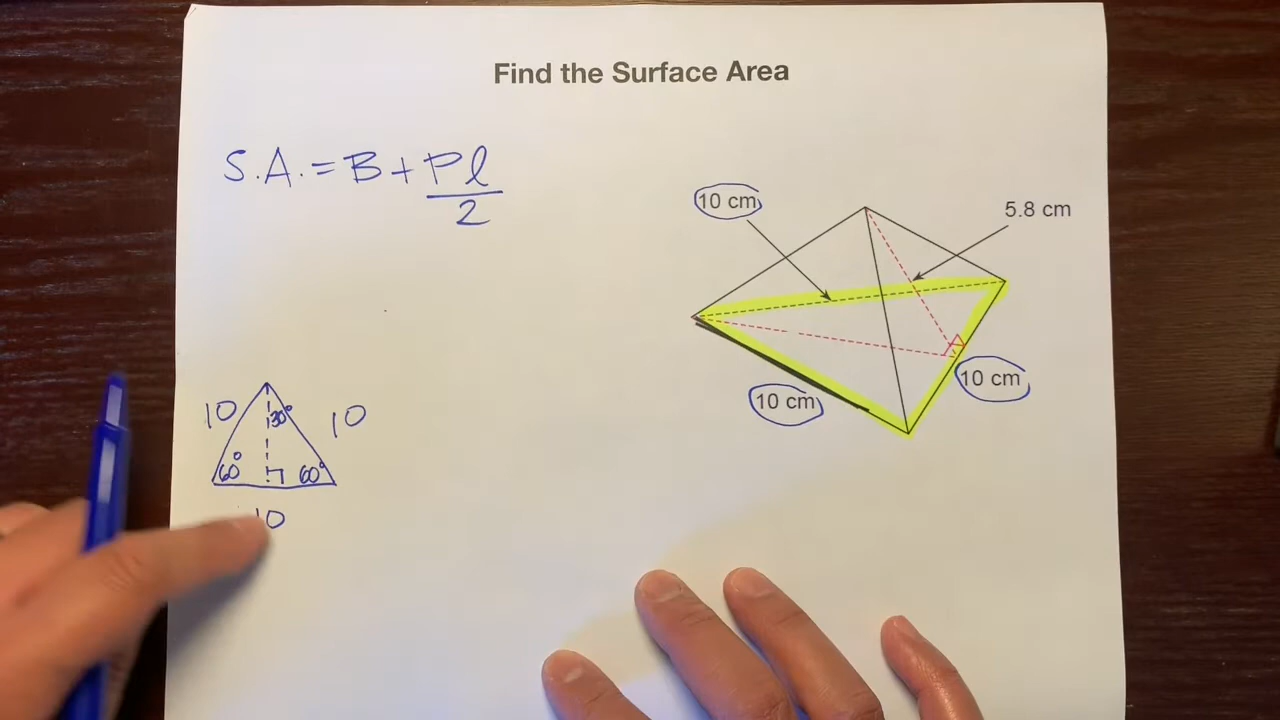 Find the Surface Area
S.A. = B + Pl
2
10 cm
5.8 cm
10 cm
10 cm
10
30°
10
60°
60°
10